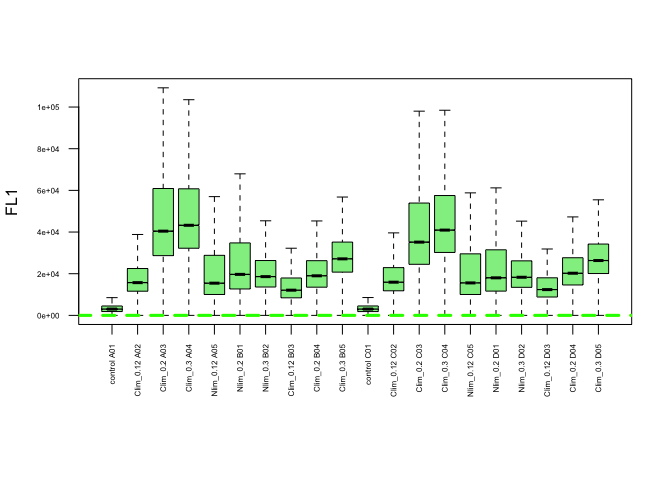 FL1
1e+05
8e+04
6e+04
4e+04
2e+04
0e+00
control A01
Clim_0.12 A02
Clim_0.2 A03
Clim_0.3 A04
Nlim_0.12 A05
Nlim_0.2 B01
Nlim_0.3 B02
Clim_0.12 B03
Clim_0.2 B04
Clim_0.3 B05
control C01
Clim_0.12 C02
Clim_0.2 C03
Clim_0.3 C04
Nlim_0.12 C05
Nlim_0.2 D01
Nlim_0.3 D02
Clim_0.12 D03
Clim_0.2 D04
Clim_0.3 D05